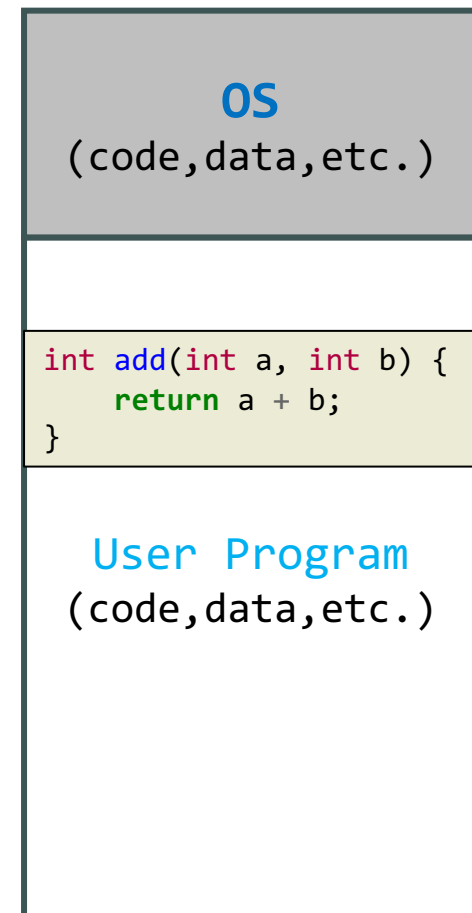 OS
(code,data,etc.)
int add(int a, int b) {
    return a + b;
}
User Program
(code,data,etc.)